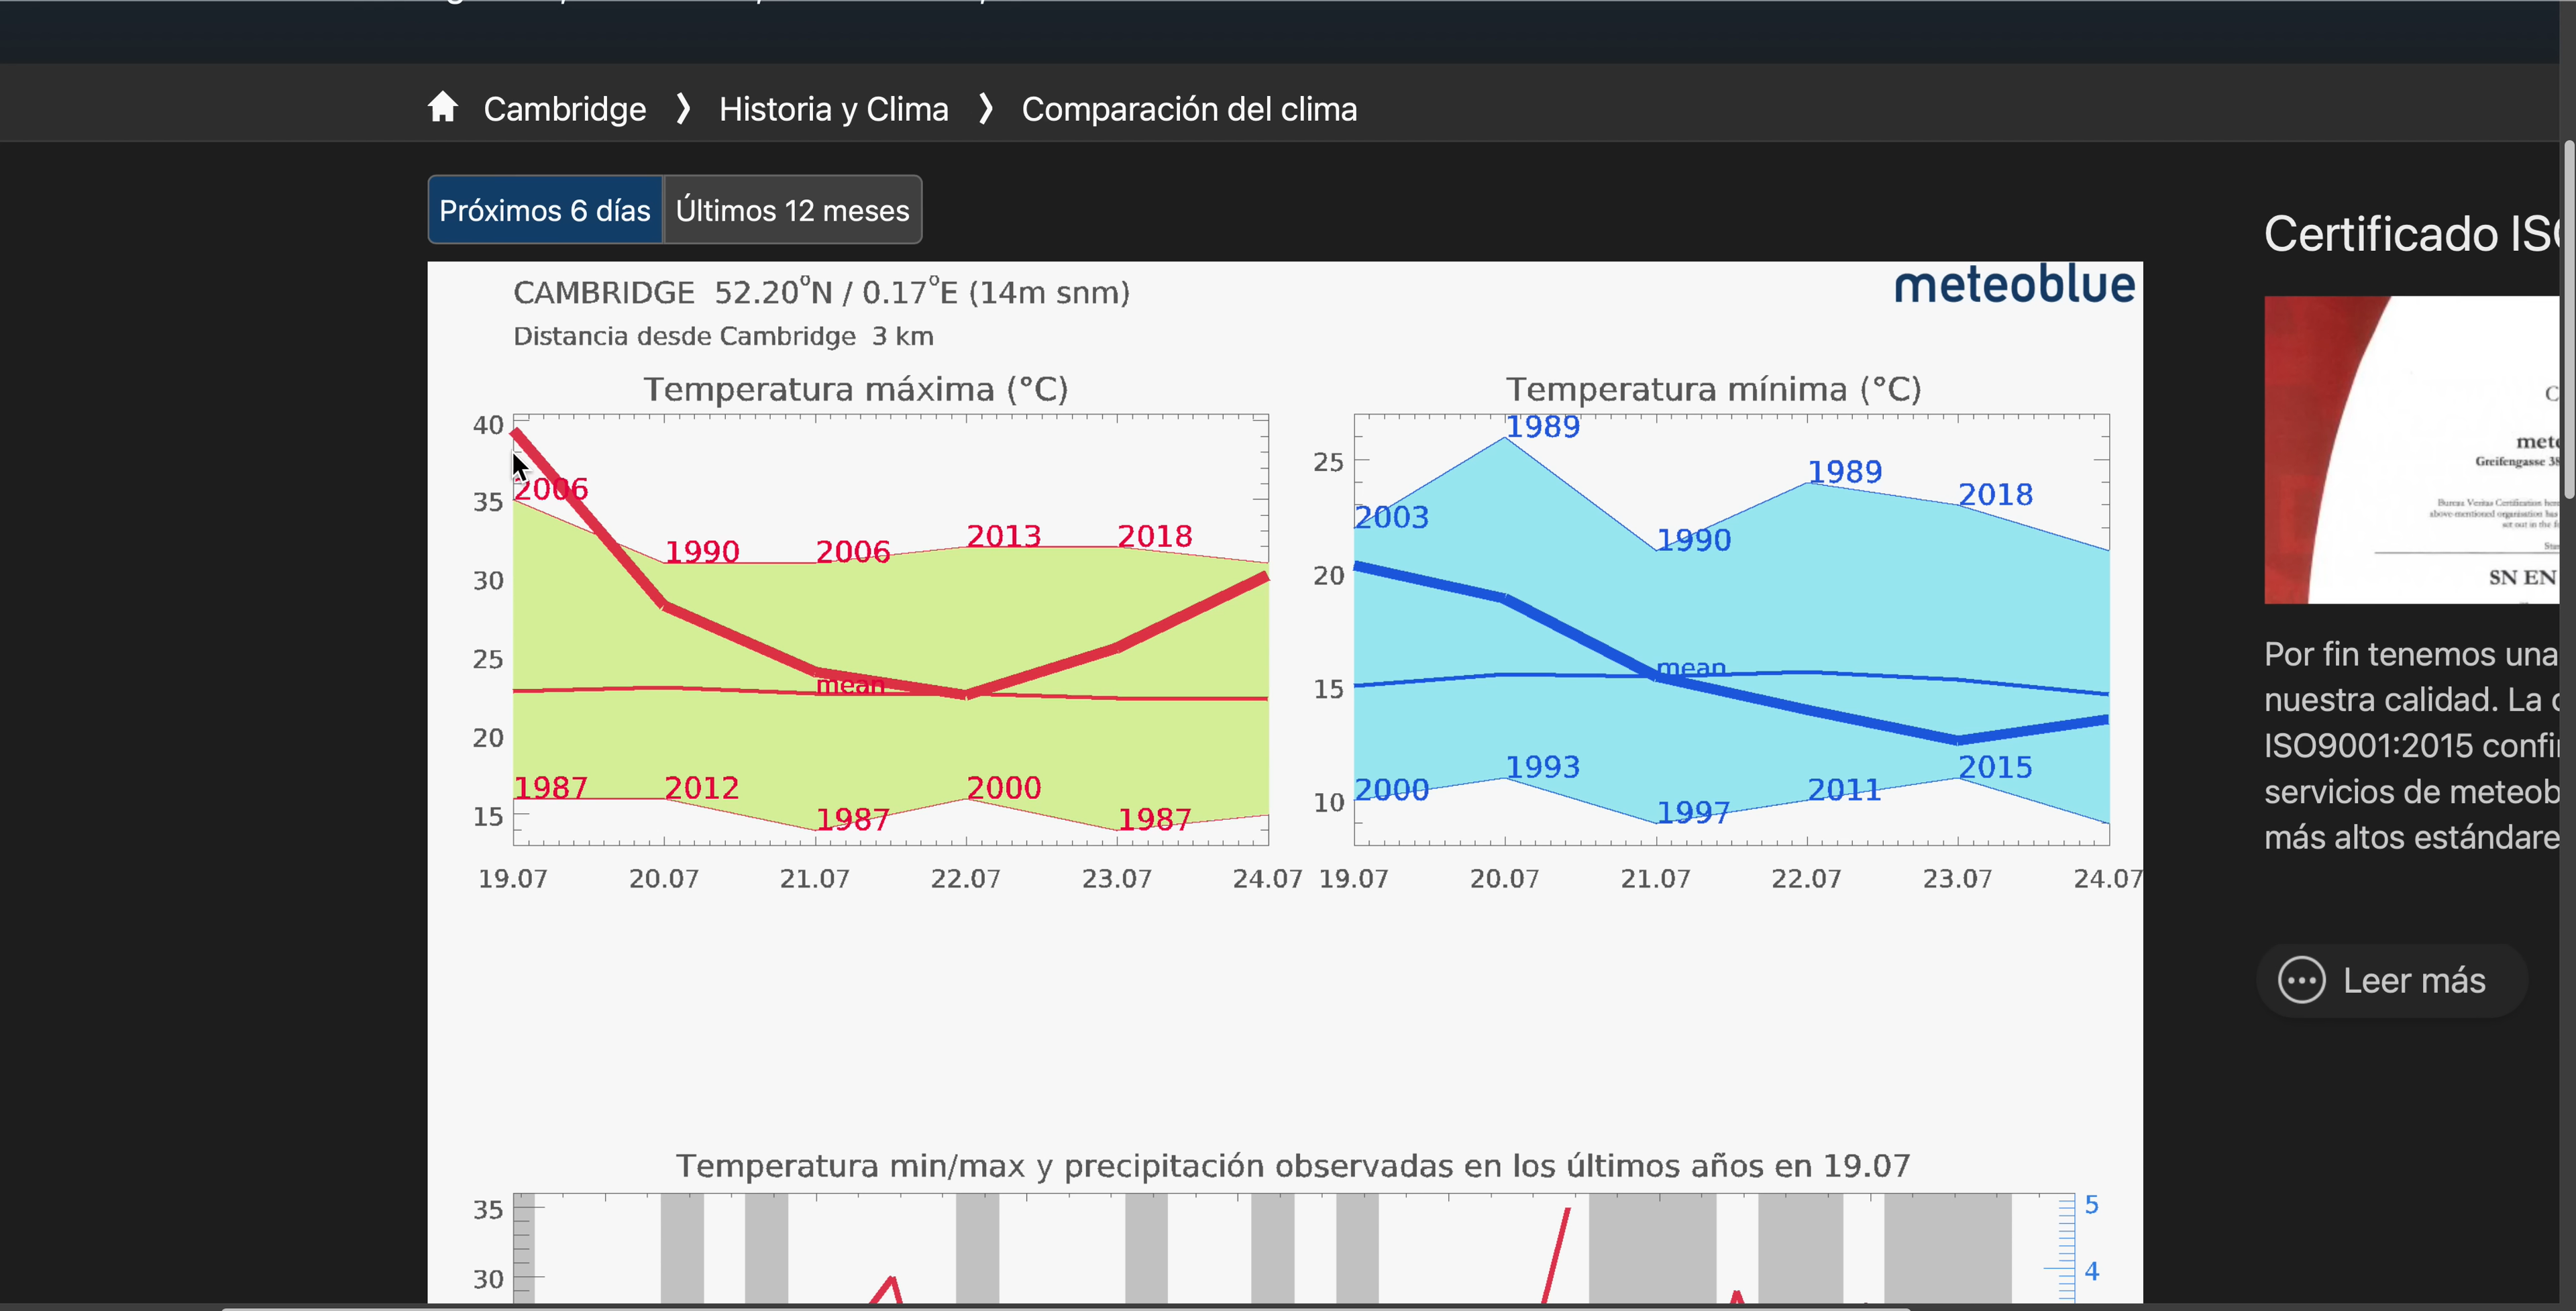 Cambridge ❯ Historia y Clima ❯ Comparación del clima
Próximos 6 días Últimos 12 meses
CAMBRIDGE 52.20°N / 0.17°E (14m snm)
meteoblue
Distancia desde Cambridge 3 km
Temperatura máxima (°C)
40
35
30
25
20
15
2006
1990
2006
2013
2018
mean
1987
2012
1987
2000
1987
19.07 20.07 21.07 22.07 23.07 24.07
Temperatura mínima (°C)
25
20
15
10
2003
1989
1990
1989
2018
mean
2000
1993
1997
2011
2015
19.07 20.07 21.07 22.07 23.07 24.07
Temperatura min/max y precipitación observadas en los últimos años en 19.07
35
30
5
4
Certificado IS
C
mete
Greifengasse 38
SN EN
Por fin tenemos una
nuestra calidad. La
ISO9001:2015 confi
servicios de meteob
más altos estándare
Leer más